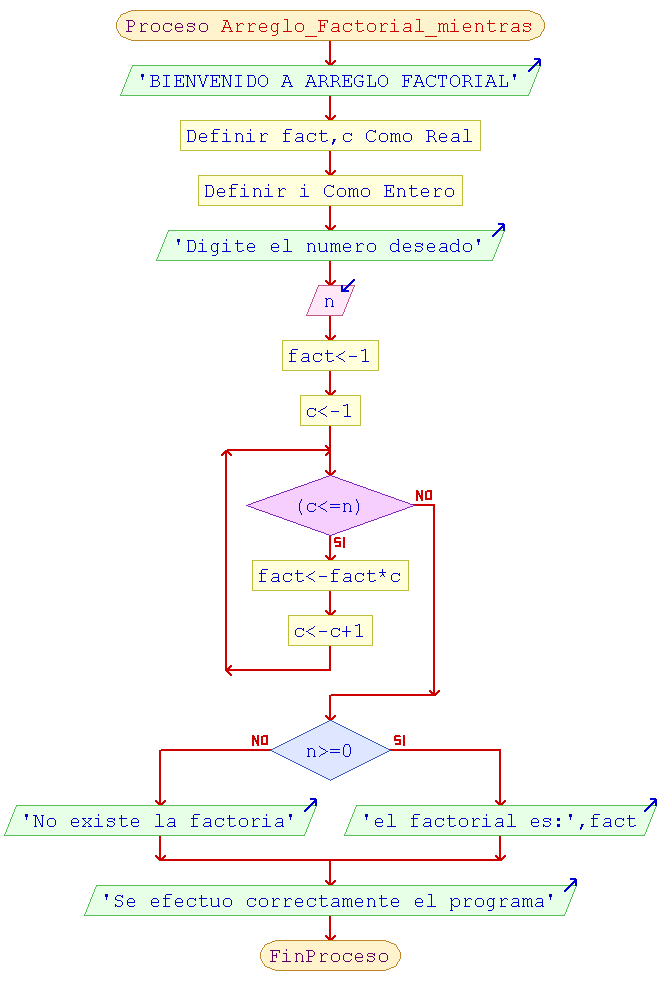 Proceso Arreglo_Factorial_mientras
'BIENVENIDO A ARREGLO FACTORIAL'
Definir fact,c Como Real
Definir i Como Entero
'Digite el numero deseado'
n
fact<-1
c<-1
(c<=n)
NO
SI
fact<-fact*c
c<-c+1
n>=0
NO
SI
'No existe la factoria'
'el factorial es:',fact
'Se efectuo correctamente el programa'
FinProceso